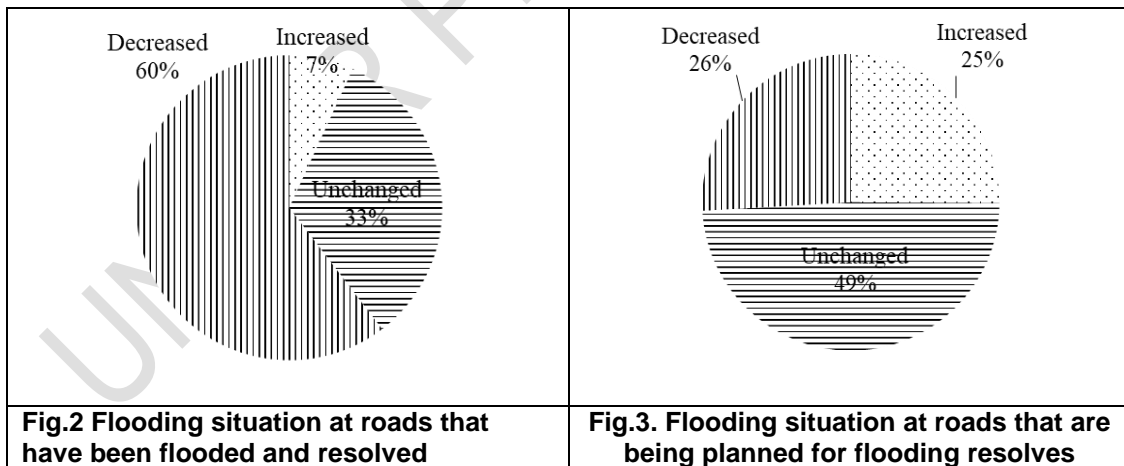 Decreased
60%
Increased
7%
Unchanged
33%
Fig.2 Flooding situation at roads that
have been flooded and resolved
Decreased
26%
Increased
25%
Unchanged
49%
Fig.3. Flooding situation at roads that are
being planned for flooding resolves